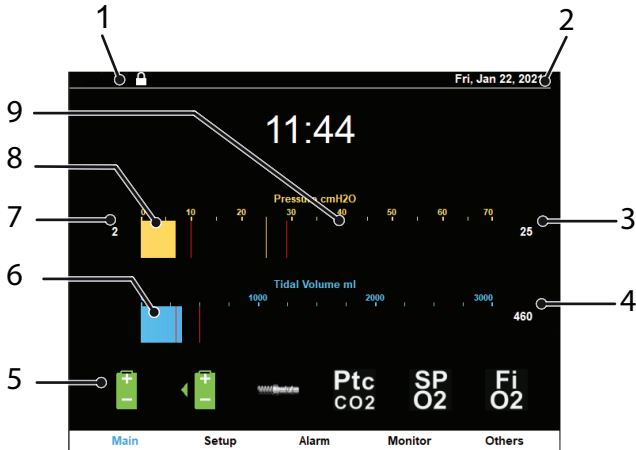 1
2
Fri, Jan 22, 2021
9
11:44
8
Pressure cmH2O
0 10 20 30 40 50 60 70
7
2
25
3
6
Tidal Volume ml
1000 2000 3000
460
4
5
Ptc CO2
SP O2
Fi O2
Main Setup Alarm Monitor Others